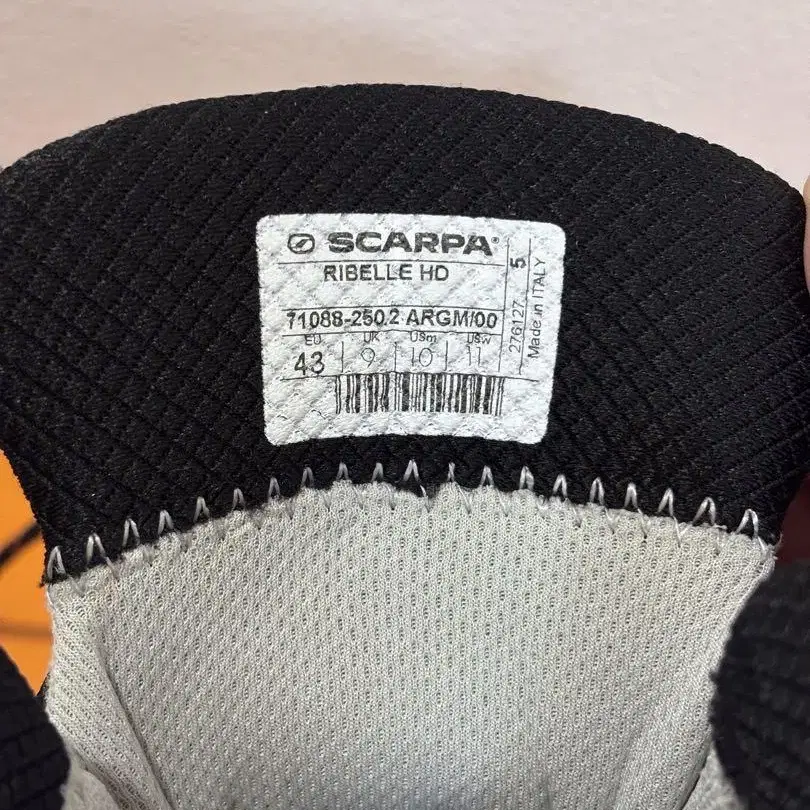 SCARPA®
RIBELLE HD
71088-250.2 ARGM/00
EU UK USm USw
43 9 10 11
276127 5
Made in ITALY